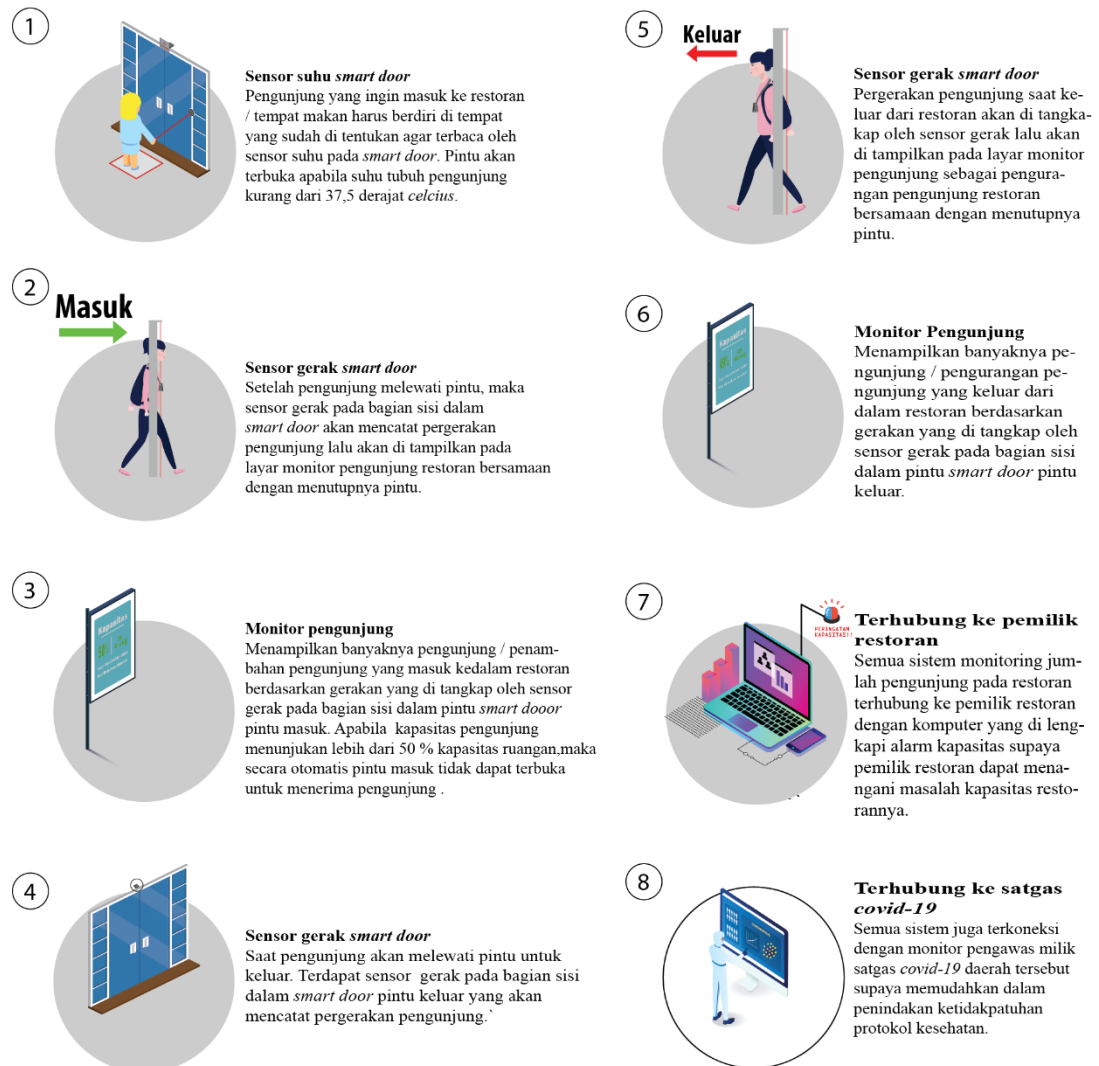 1
Sensor suhu smart door
Pengunjung yang ingin masuk ke restoran
/ tempat makan harus berdiri di tempat
yang sudah di tentukan agar terbaca oleh
sensor suhu pada smart door. Pintu akan
terbuka apabila suhu tubuh pengunjung
kurang dari 37,5 derajat celcius.
2
Masuk
Sensor gerak smart door
Setelah pengunjung melewati pintu, maka
sensor gerak pada bagian sisi dalam
smart door akan mencatat pergerakan
pengunjung lalu akan di tampilkan pada
layar monitor pengunjung restoran bersamaan
dengan menutupnya pintu.
3
Kapasitas
50%
Monitor pengunjung
Menampilkan banyaknya pengunjung / penam-
bahan pengunjung yang masuk kedalam restoran
berdasarkan gerakan yang di tangkap oleh sensor
gerak pada bagian sisi dalam pintu smart dooor
pintu masuk. Apabila kapasitas pengunjung
menunjukan lebih dari 50 % kapasitas ruangan,maka
secara otomatis pintu masuk tidak dapat terbuka
untuk menerima pengunjung .
4
Sensor gerak smart door
Saat pengunjung akan melewati pintu untuk
keluar. Terdapat sensor gerak pada bagian sisi
dalam smart door pintu keluar yang akan
mencatat pergerakan pengunjung.`
5
Keluar
Sensor gerak smart door
Pergerakan pengunjung saat ke-
luar dari restoran akan di tangka-
kap oleh sensor gerak lalu akan
di tampilkan pada layar monitor
pengunjung sebagai pengura-
ngan pengunjung restoran
bersamaan dengan menutupnya
pintu.
6
Kapasitas
Monitor Pengunjung
Menampilkan banyaknya pe-
ngunjung / pengurangan pe-
ngunjung yang keluar dari
dalam restoran berdasarkan
gerakan yang di tangkap oleh
sensor gerak pada bagian sisi
dalam pintu smart door pintu
keluar.
7
PERINGATAN
KAPASITAS!!
Terhubung ke pemilik
restoran
Semua sistem monitoring jum-
lah pengunjung pada restoran
terhubung ke pemilik restoran
dengan komputer yang di leng-
kapi alarm kapasitas supaya
pemilik restoran dapat mena-
ngani masalah kapasitas resto-
rannya.
8
Terhubung ke satgas
covid-19
Semua sistem juga terkoneksi
dengan monitor pengawas milik
satgas covid-19 daerah tersebut
supaya memudahkan dalam
penindakan ketidakpatuhan
protokol kesehatan.